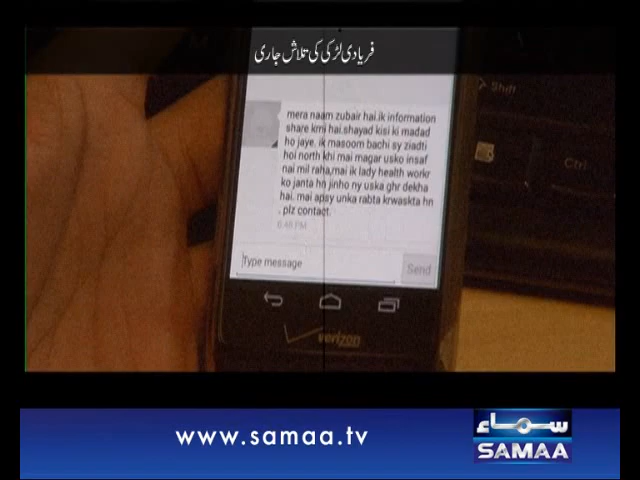 فریادی لڑکی کی تلاش جاری
Shift
mera naam zubair hai.ik information
share krni hai.shayad kisi ki madad
ho jaye. ik masoom bachi sy ziadti
hoi north khi mai magar usko insaf
nai mil raha,mai ik lady health workr
ko janta hn jinho ny uska ghr dekha
hai. mai apsy unka rabta krwaskta hn
. plz contact.
6:46 PM
Ctrl
Type message
Send
verizon
www.samaa.tv
سماء
SAMAA